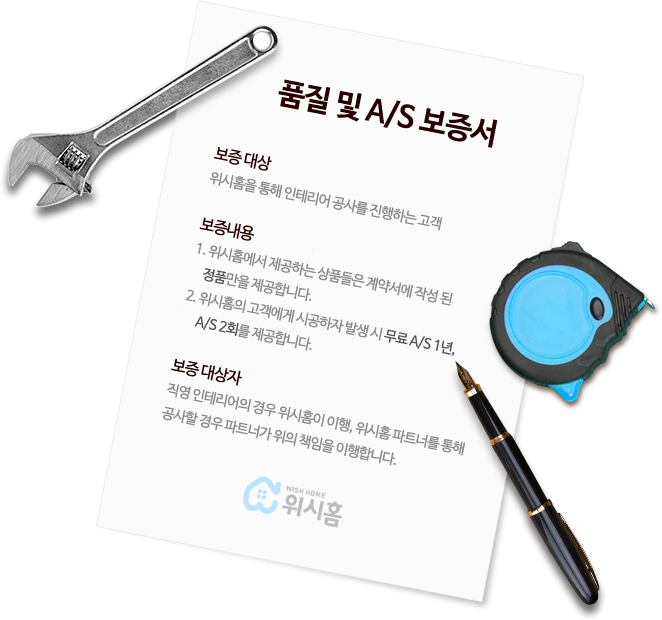 품질 및 A/S 보증서
보증 대상
위시홈을 통해 인테리어 공사를 진행하는 고객
보증내용
1. 위시홈에서 제공하는 상품들은 계약서에 작성 된
정품만을 제공합니다.
2. 위시홈의 고객에게 시공하자 발생 시 무료 A/S 1년,
A/S 2회를 제공합니다.
보증 대상자
직영 인테리어의 경우 위시홈이 이행, 위시홈 파트너를 통해
공사할 경우 파트너가 위의 책임을 이행합니다.
WISH HOME
위시홈